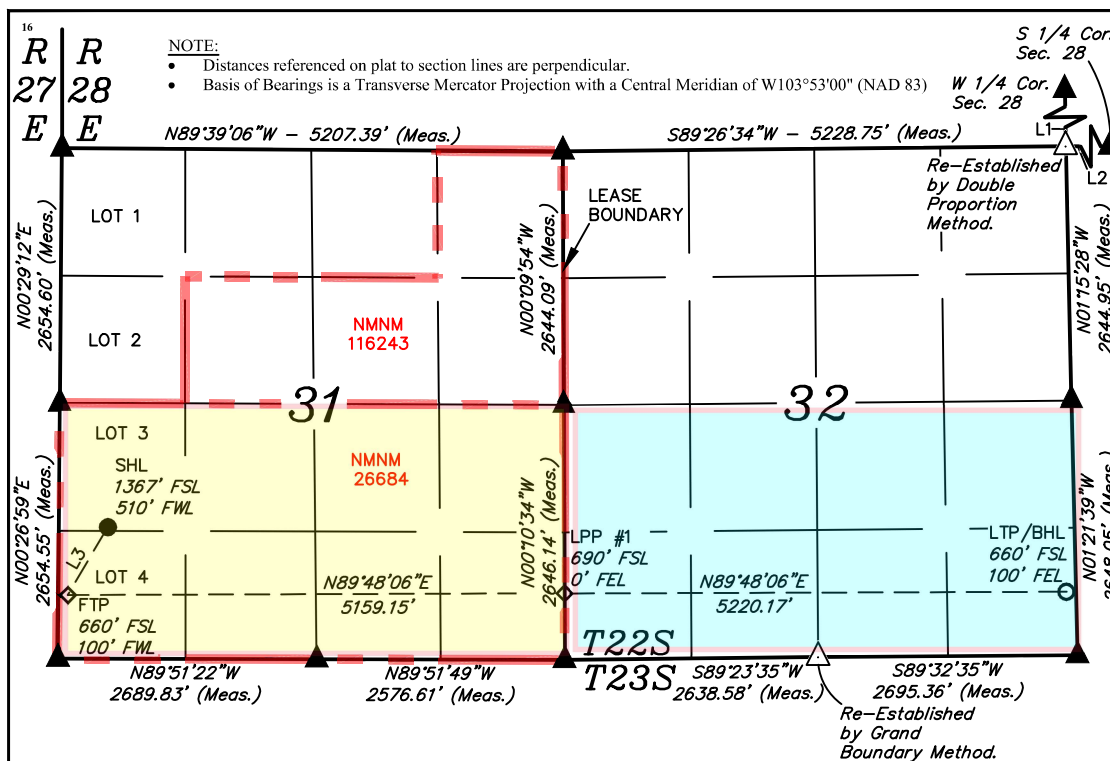 16
R R
27 28
E E
NOTE:
• Distances referenced on plat to section lines are perpendicular.
• Basis of Bearings is a Transverse Mercator Projection with a Central Meridian of W103°53'00" (NAD 83)
S 1/4 Cor.
Sec. 28
W 1/4 Cor.
Sec. 28
L1
L2
N89°39'06"W – 5207.39' (Meas.)
S89°26'34"W – 5228.75' (Meas.)
Re-Established
by Double
Proportion
Method.
LEASE
BOUNDARY
LOT 1
N00°29'12"E
2654.60' (Meas.)
N00°09'54"W
2644.09' (Meas.)
N01°15'28"W
2644.95' (Meas.)
LOT 2
NMNM
116243
31
32
LOT 3
SHL
1367' FSL
510' FWL
NMNM
26684
N00°26'59"E
2654.55' (Meas.)
N00°10'34"W
2646.14' (Meas.)
N01°21'39"W
2648.05' (Meas.)
LPP #1
690' FSL
0' FEL
LTP/BHL
660' FSL
100' FEL
L3
LOT 4
N89°48'06"E
5159.15'
N89°48'06"E
5220.17'
FTP
660' FSL
100' FWL
T22S
T23S
N89°51'22"W
2689.83' (Meas.)
N89°51'49"W
2576.61' (Meas.)
S89°23'35"W
2638.58' (Meas.)
S89°32'35"W
2695.36' (Meas.)
Re-Established
by Grand
Boundary Method.